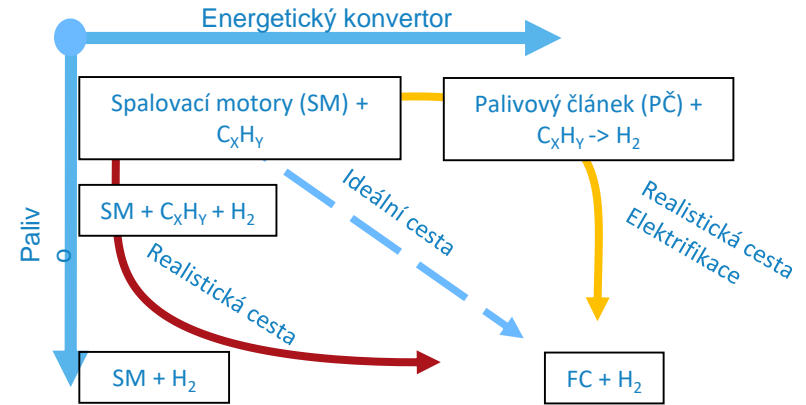 Energetický konvertor
Spalovací motory (SM) +
CXHY
Palivový článek (PČ) +
CXHY -> H2
Paliv
o
SM + CXHY + H2
Ideální cesta
Realistická cesta
Elektrifikace
Realistická cesta
SM + H2
FC + H2